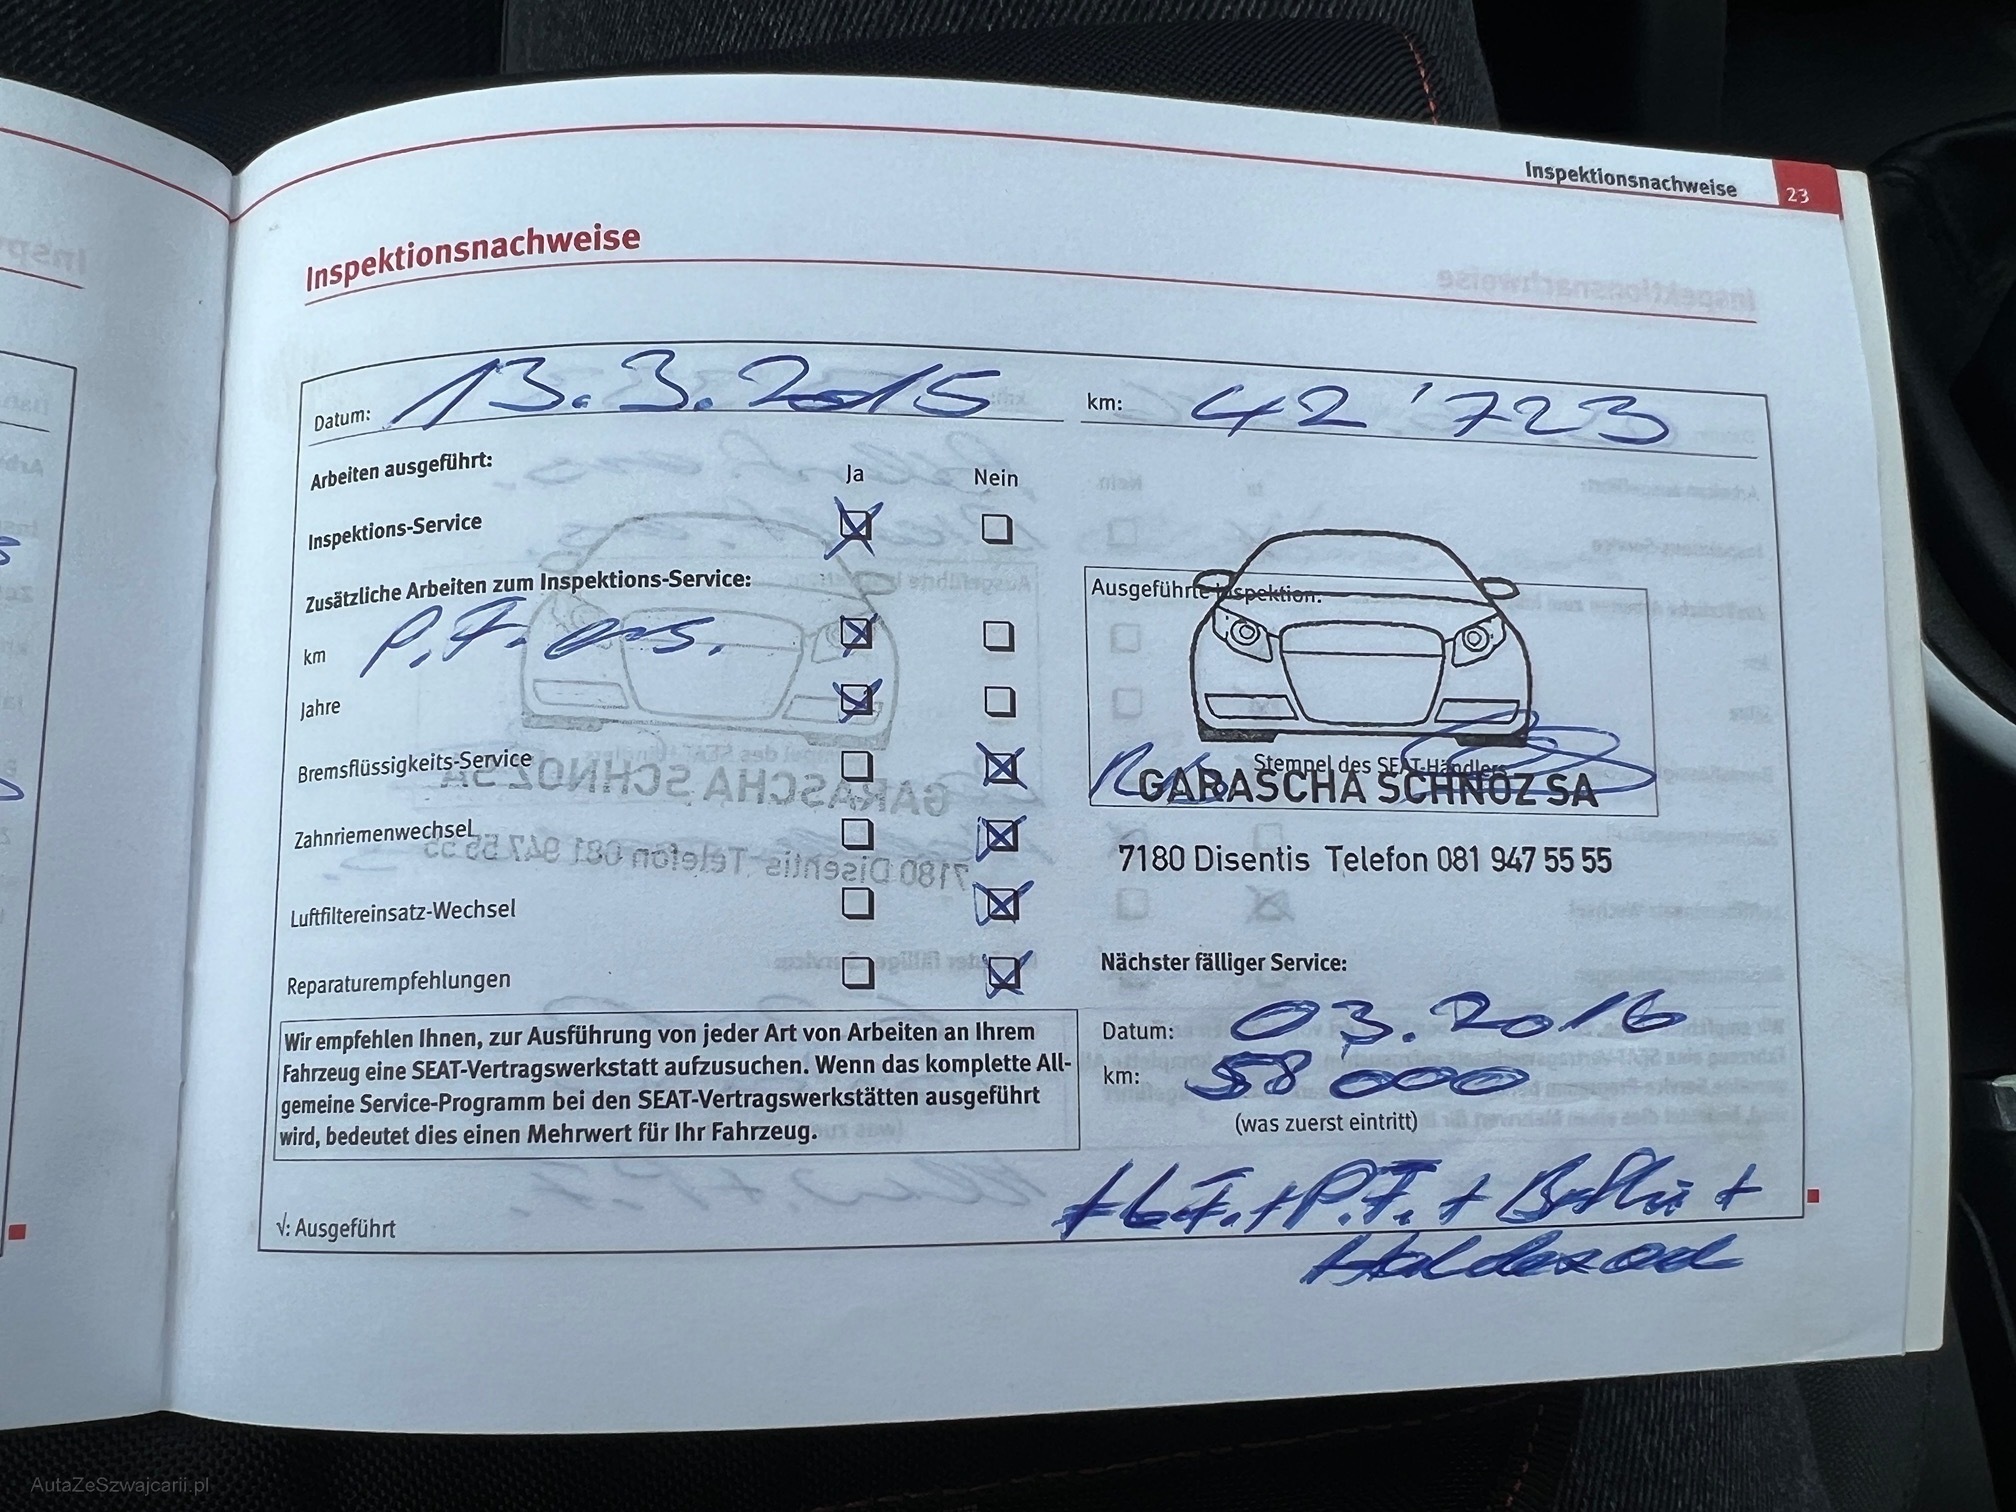 Inspektionsnachweise 23
Inspektionsnachweise
Datum: 13.3.2015 km: 42'723
Arbeiten ausgeführt: Ja Nein
Inspektions-Service
Zusätzliche Arbeiten zum Inspektions-Service:
km P.F. ers.
Jahre
Bremsflüssigkeits-Service
Zahnriemenwechsel
Luftfiltereinsatz-Wechsel
Reparaturempfehlungen
Wir empfehlen Ihnen, zur Ausführung von jeder Art von Arbeiten an Ihrem
Fahrzeug eine SEAT-Vertragswerkstatt aufzusuchen. Wenn das komplette All-
gemeine Service-Programm bei den SEAT-Vertragswerkstätten ausgeführt
wird, bedeutet dies einen Mehrwert für Ihr Fahrzeug.
√: Ausgeführt
Ausgeführte Inspektion:
Stempel des SEAT-Händlers
GARASCHA SCHNOZ SA
7180 Disentis Telefon 081 947 55 55
Nächster fälliger Service:
Datum: 03.2016
km: 58'000
(was zuerst eintritt)
+ L.F. + P.F. + Br.Flü +
Haldex oel
AutaZeSzwajcarii.pl